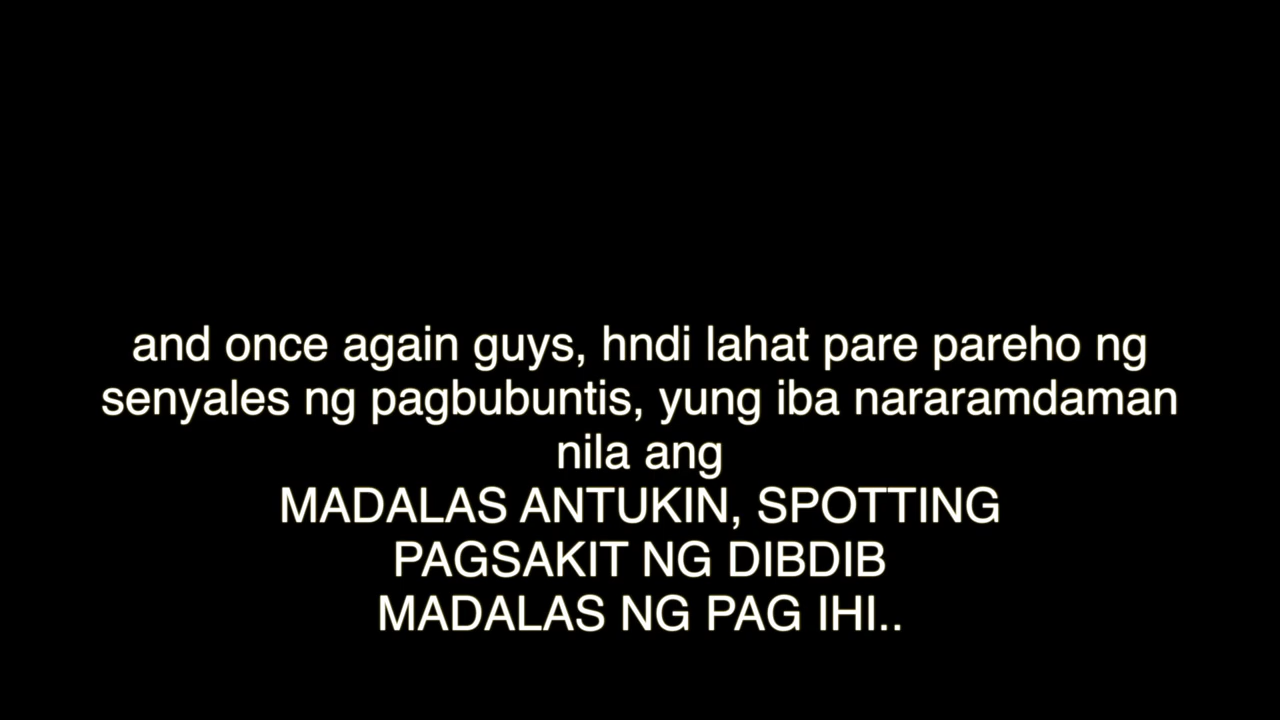 and once again guys, hndi lahat pare pareho ng
senyales ng pagbubuntis, yung iba nararamdaman
nila ang
MADALAS ANTUKIN, SPOTTING
PAGSAKIT NG DIBDIB
MADALAS NG PAG IHI..